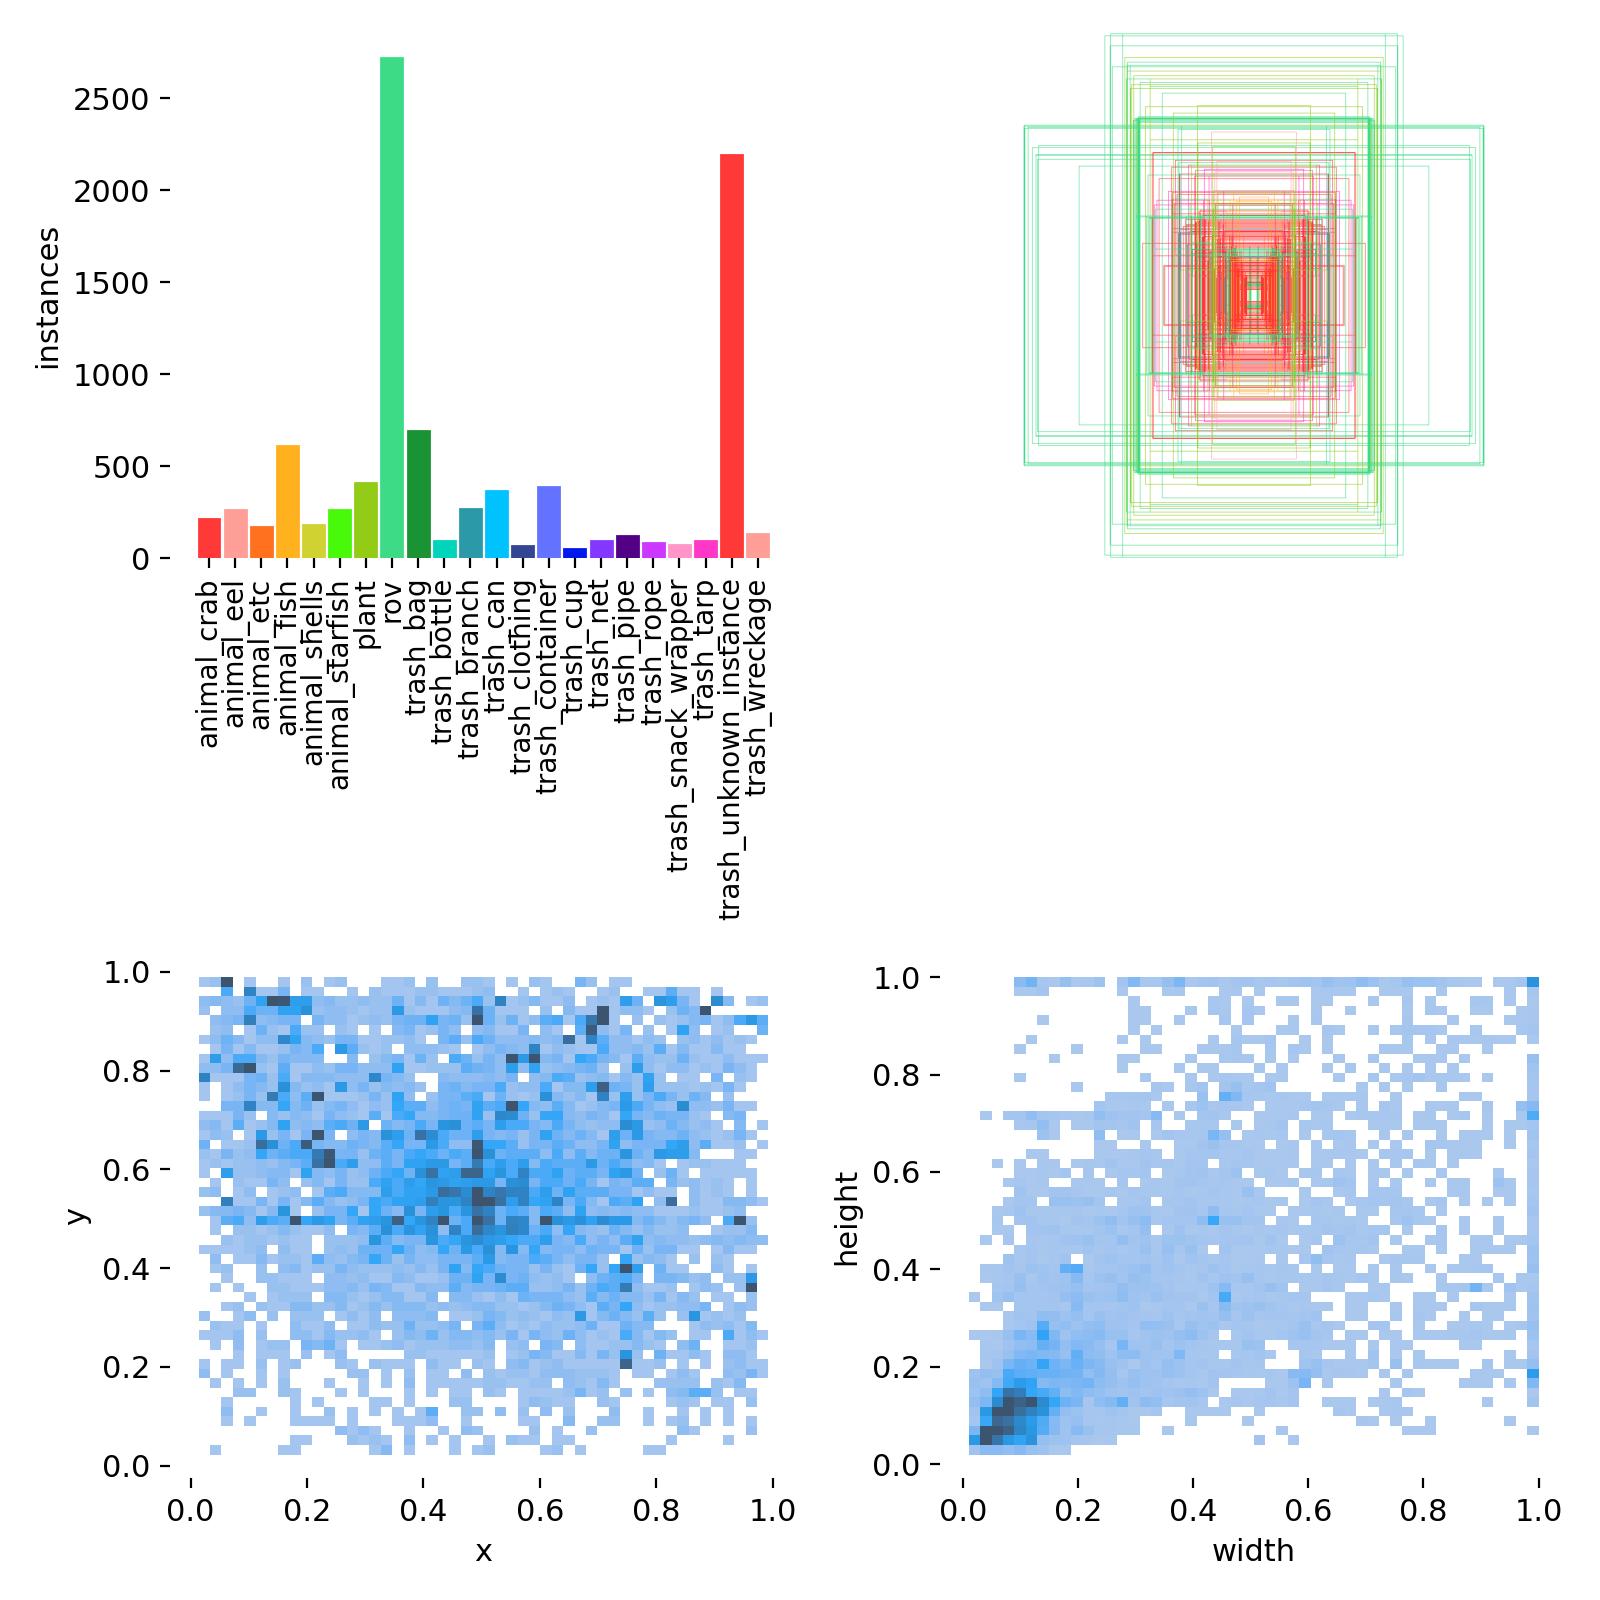 instances
2500
2000
1500
1000
500
0
animal_crab
animal_eel
animal_etc
animal_fish
animal_shells
animal_starfish
plant
rov
trash_bag
trash_bottle
trash_branch
trash_can
trash_clothing
trash_container
trash_cup
trash_net
trash_pipe
trash_rope
trash_snack_wrapper
trash_tarp
trash_unknown_instance
trash_wreckage
y
1.0
0.8
0.6
0.4
0.2
0.0
0.0 0.2 0.4 0.6 0.8 1.0
x
height
1.0
0.8
0.6
0.4
0.2
0.0
0.0 0.2 0.4 0.6 0.8 1.0
width